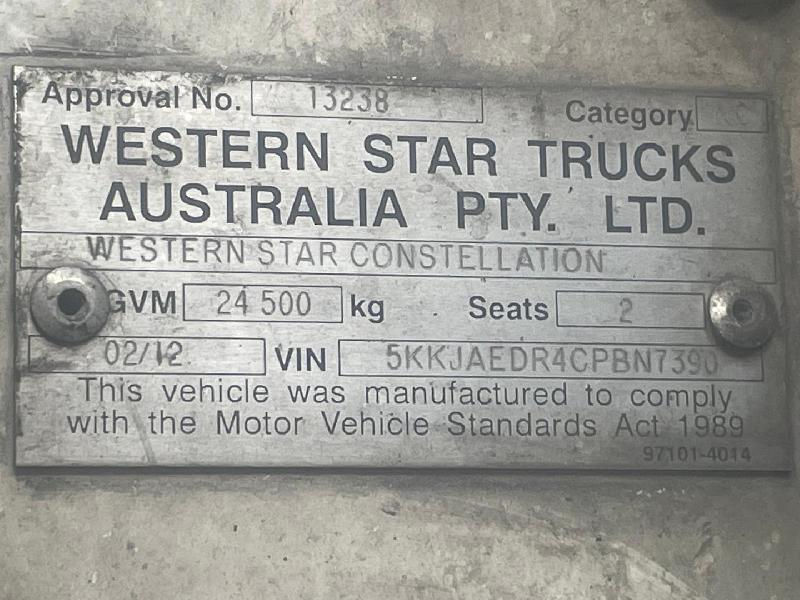 Approval No. 13238 Category
WESTERN STAR TRUCKS
AUSTRALIA PTY. LTD.
WESTERN STAR CONSTELLATION
GVM 24 500 kg Seats 2
02/12 VIN 5KKJAEDR4CPBN7390
This vehicle was manufactured to comply
with the Motor Vehicle Standards Act 1989
97101-4014